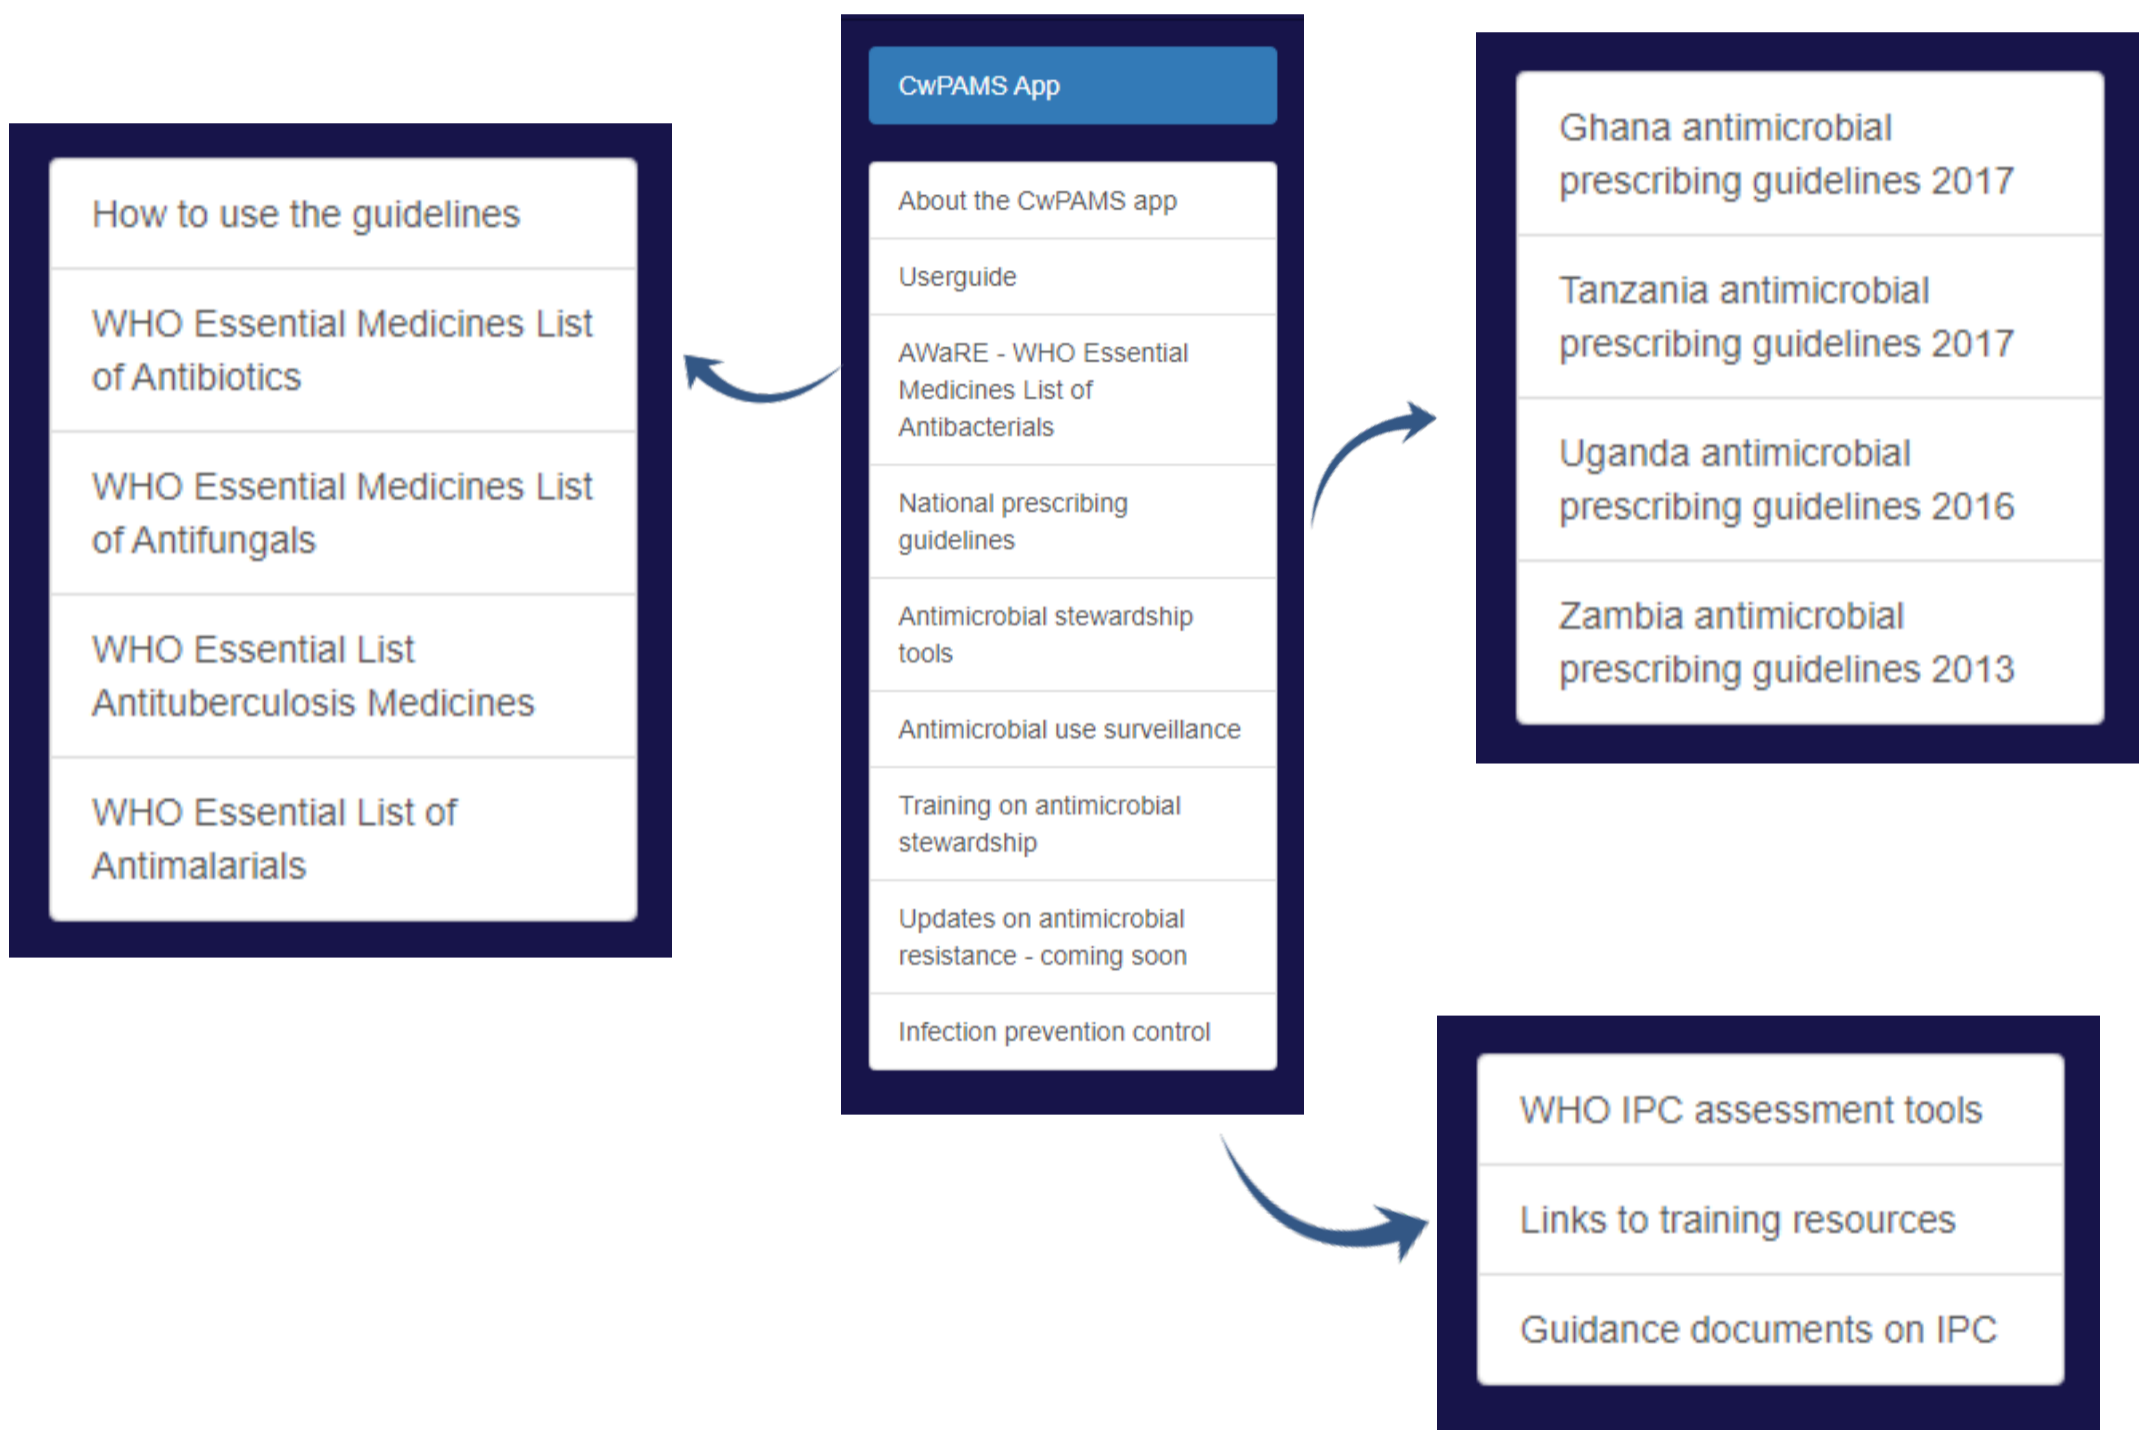 CwPAMS App
About the CwPAMS app
Userguide
AWaRE - WHO Essential
Medicines List of
Antibacterials
National prescribing
guidelines
Antimicrobial stewardship
tools
Antimicrobial use surveillance
Training on antimicrobial
stewardship
Updates on antimicrobial
resistance - coming soon
Infection prevention control
How to use the guidelines
WHO Essential Medicines List
of Antibiotics
WHO Essential Medicines List
of Antifungals
WHO Essential List
Antituberculosis Medicines
WHO Essential List of
Antimalarials
Ghana antimicrobial
prescribing guidelines 2017
Tanzania antimicrobial
prescribing guidelines 2017
Uganda antimicrobial
prescribing guidelines 2016
Zambia antimicrobial
prescribing guidelines 2013
WHO IPC assessment tools
Links to training resources
Guidance documents on IPC